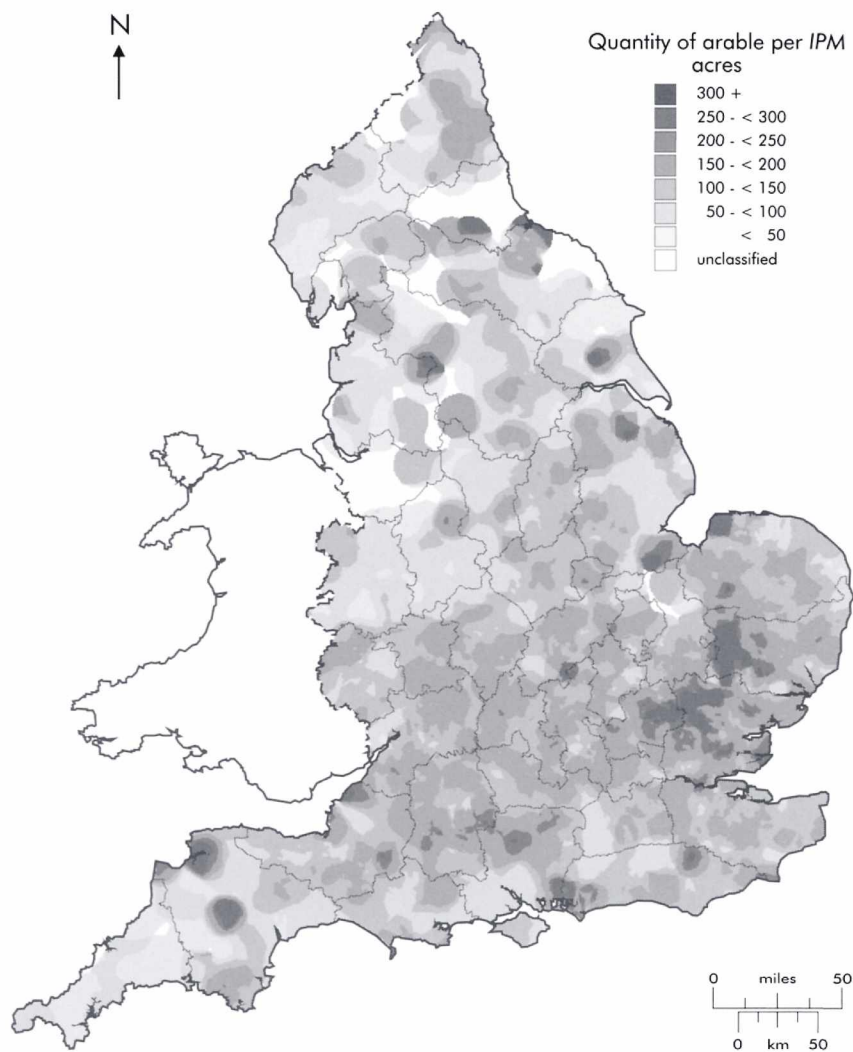 N
Quantity of arable per IPM
acres
300 +
250 - < 300
200 - < 250
150 - < 200
100 - < 150
50 - < 100
< 50
unclassified
0 miles 50
0 km 50